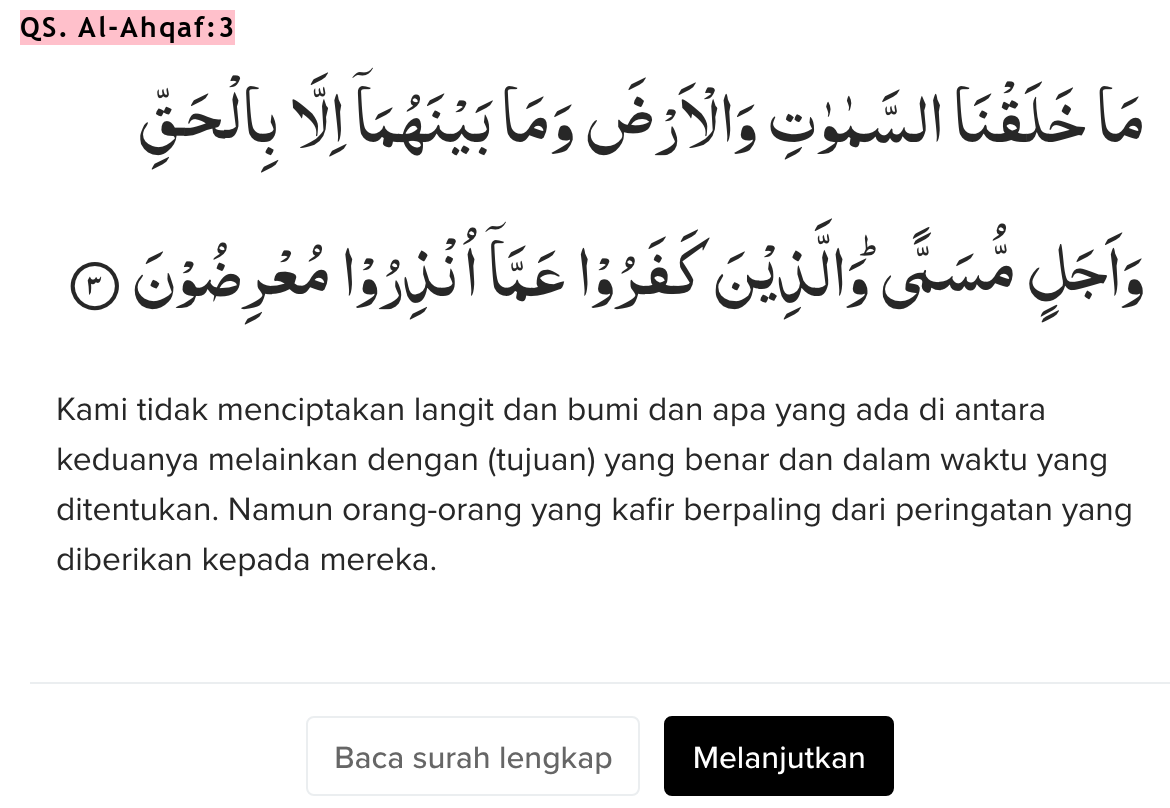 QS. Al-Ahqaf:3
مَا خَلَقْنَا السَّمٰوٰتِ وَالْاَرْضَ وَمَا بَيْنَهُمَآ اِلَّا بِالْحَقِّ
وَاَجَلٍ مُّسَمًّىۗ وَالَّذِيْنَ كَفَرُوْا عَمَّآ اُنْذِرُوْا مُعْرِضُوْنَ ٣
Kami tidak menciptakan langit dan bumi dan apa yang ada di antara
keduanya melainkan dengan (tujuan) yang benar dan dalam waktu yang
ditentukan. Namun orang-orang yang kafir berpaling dari peringatan yang
diberikan kepada mereka.
Baca surah lengkap
Melanjutkan